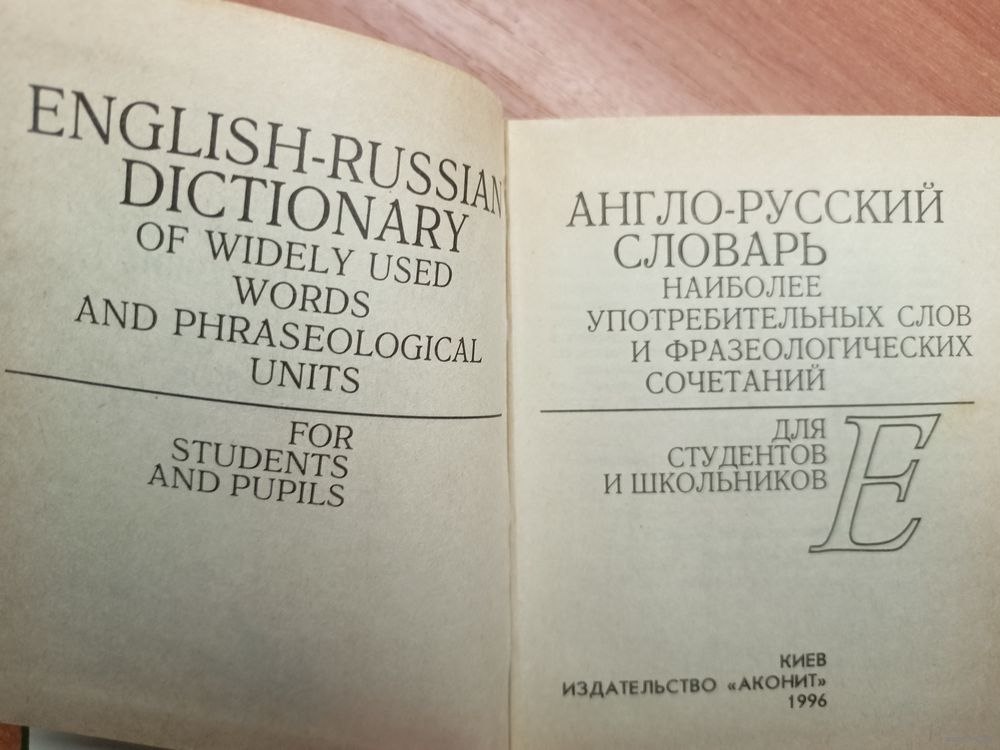 ENGLISH-RUSSIAN
DICTIONARY
OF WIDELY USED
WORDS
AND PHRASEOLOGICAL
UNITS
FOR
STUDENTS
AND PUPILS
АНГЛО-РУССКИЙ
СЛОВАРЬ
НАИБОЛЕЕ
УПОТРЕБИТЕЛЬНЫХ СЛОВ
И ФРАЗЕОЛОГИЧЕСКИХ
СОЧЕТАНИЙ
ДЛЯ
СТУДЕНТОВ
И ШКОЛЬНИКОВ
E
КИЕВ
ИЗДАТЕЛЬСТВО «АКОНИТ»
1996